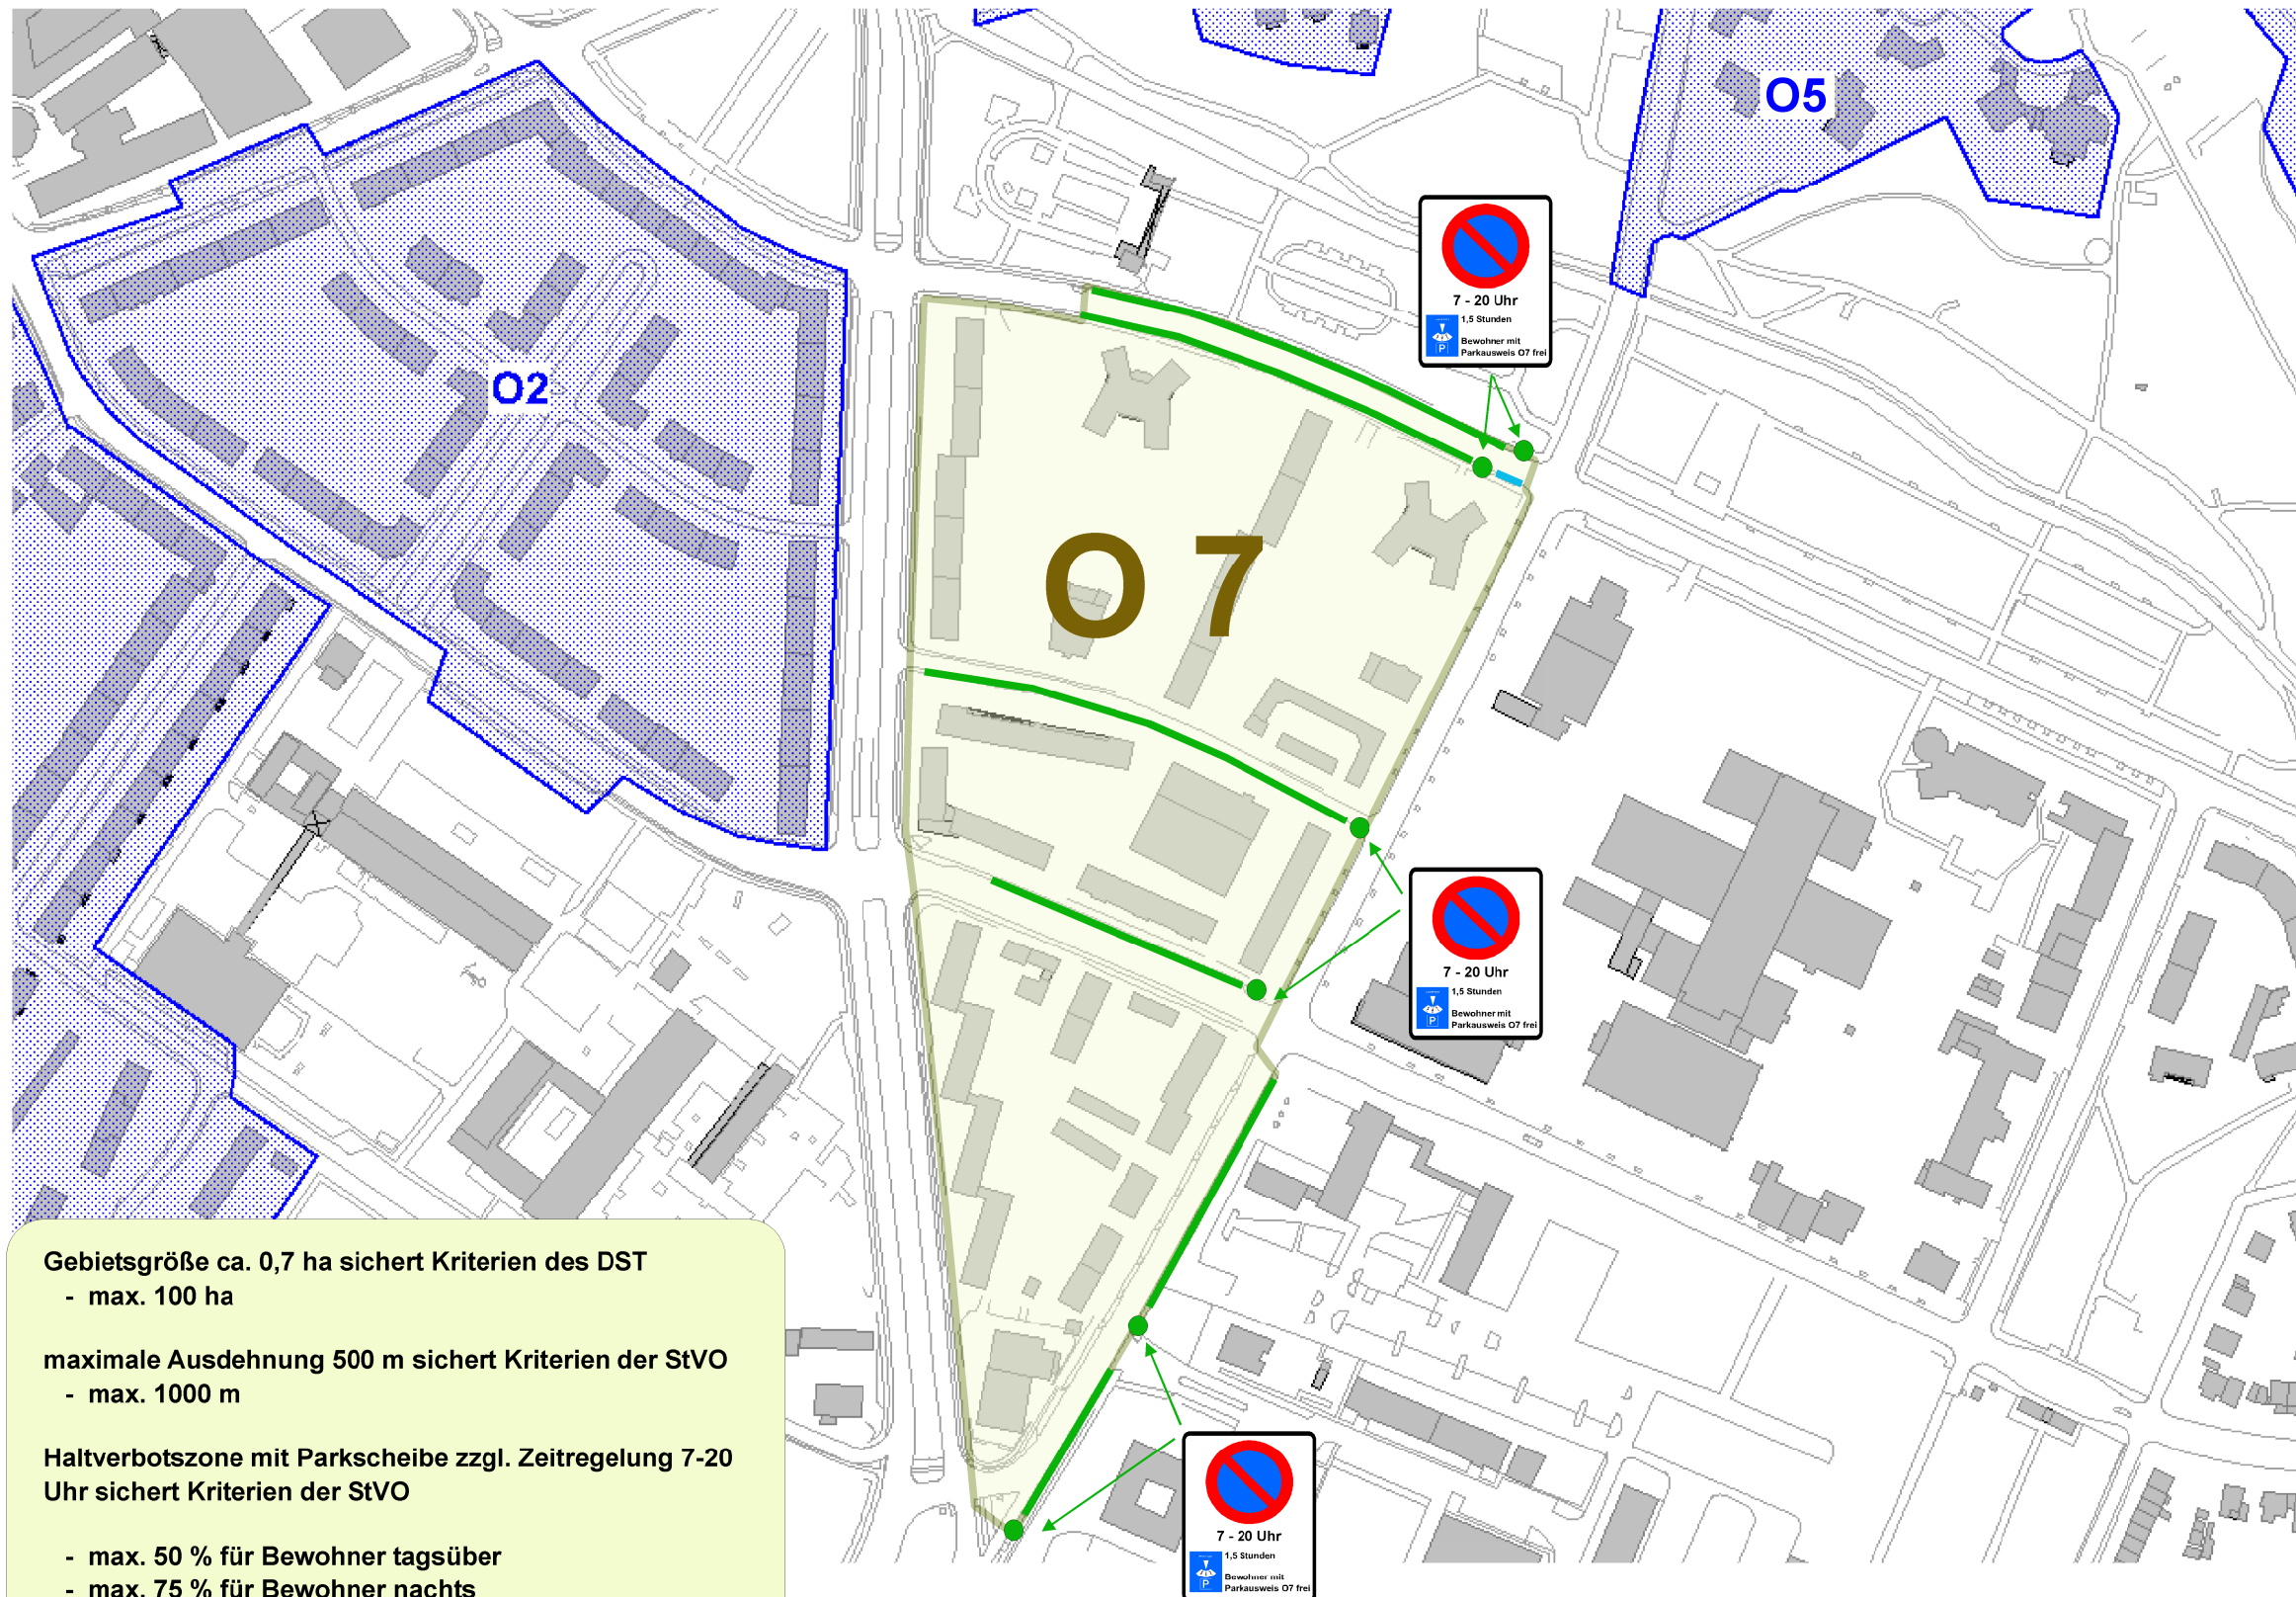 O5
7 - 20 Uhr
1,5 Stunden
Bewohner mit
Parkausweis O7 frei
P
O2
O 7
7 - 20 Uhr
1,5 Stunden
Bewohner mit
Parkausweis O7 frei
P
Gebietsgröße ca. 0,7 ha sichert Kriterien des DST
- max. 100 ha
maximale Ausdehnung 500 m sichert Kriterien der StVO
- max. 1000 m
Haltverbotszone mit Parkscheibe zzgl. Zeitregelung 7-20
Uhr sichert Kriterien der StVO
- max. 50 % für Bewohner tagsüber
- max. 75 % für Bewohner nachts
7 - 20 Uhr
1,5 Stunden
Bewohner mit
Parkausweis O7 frei
P